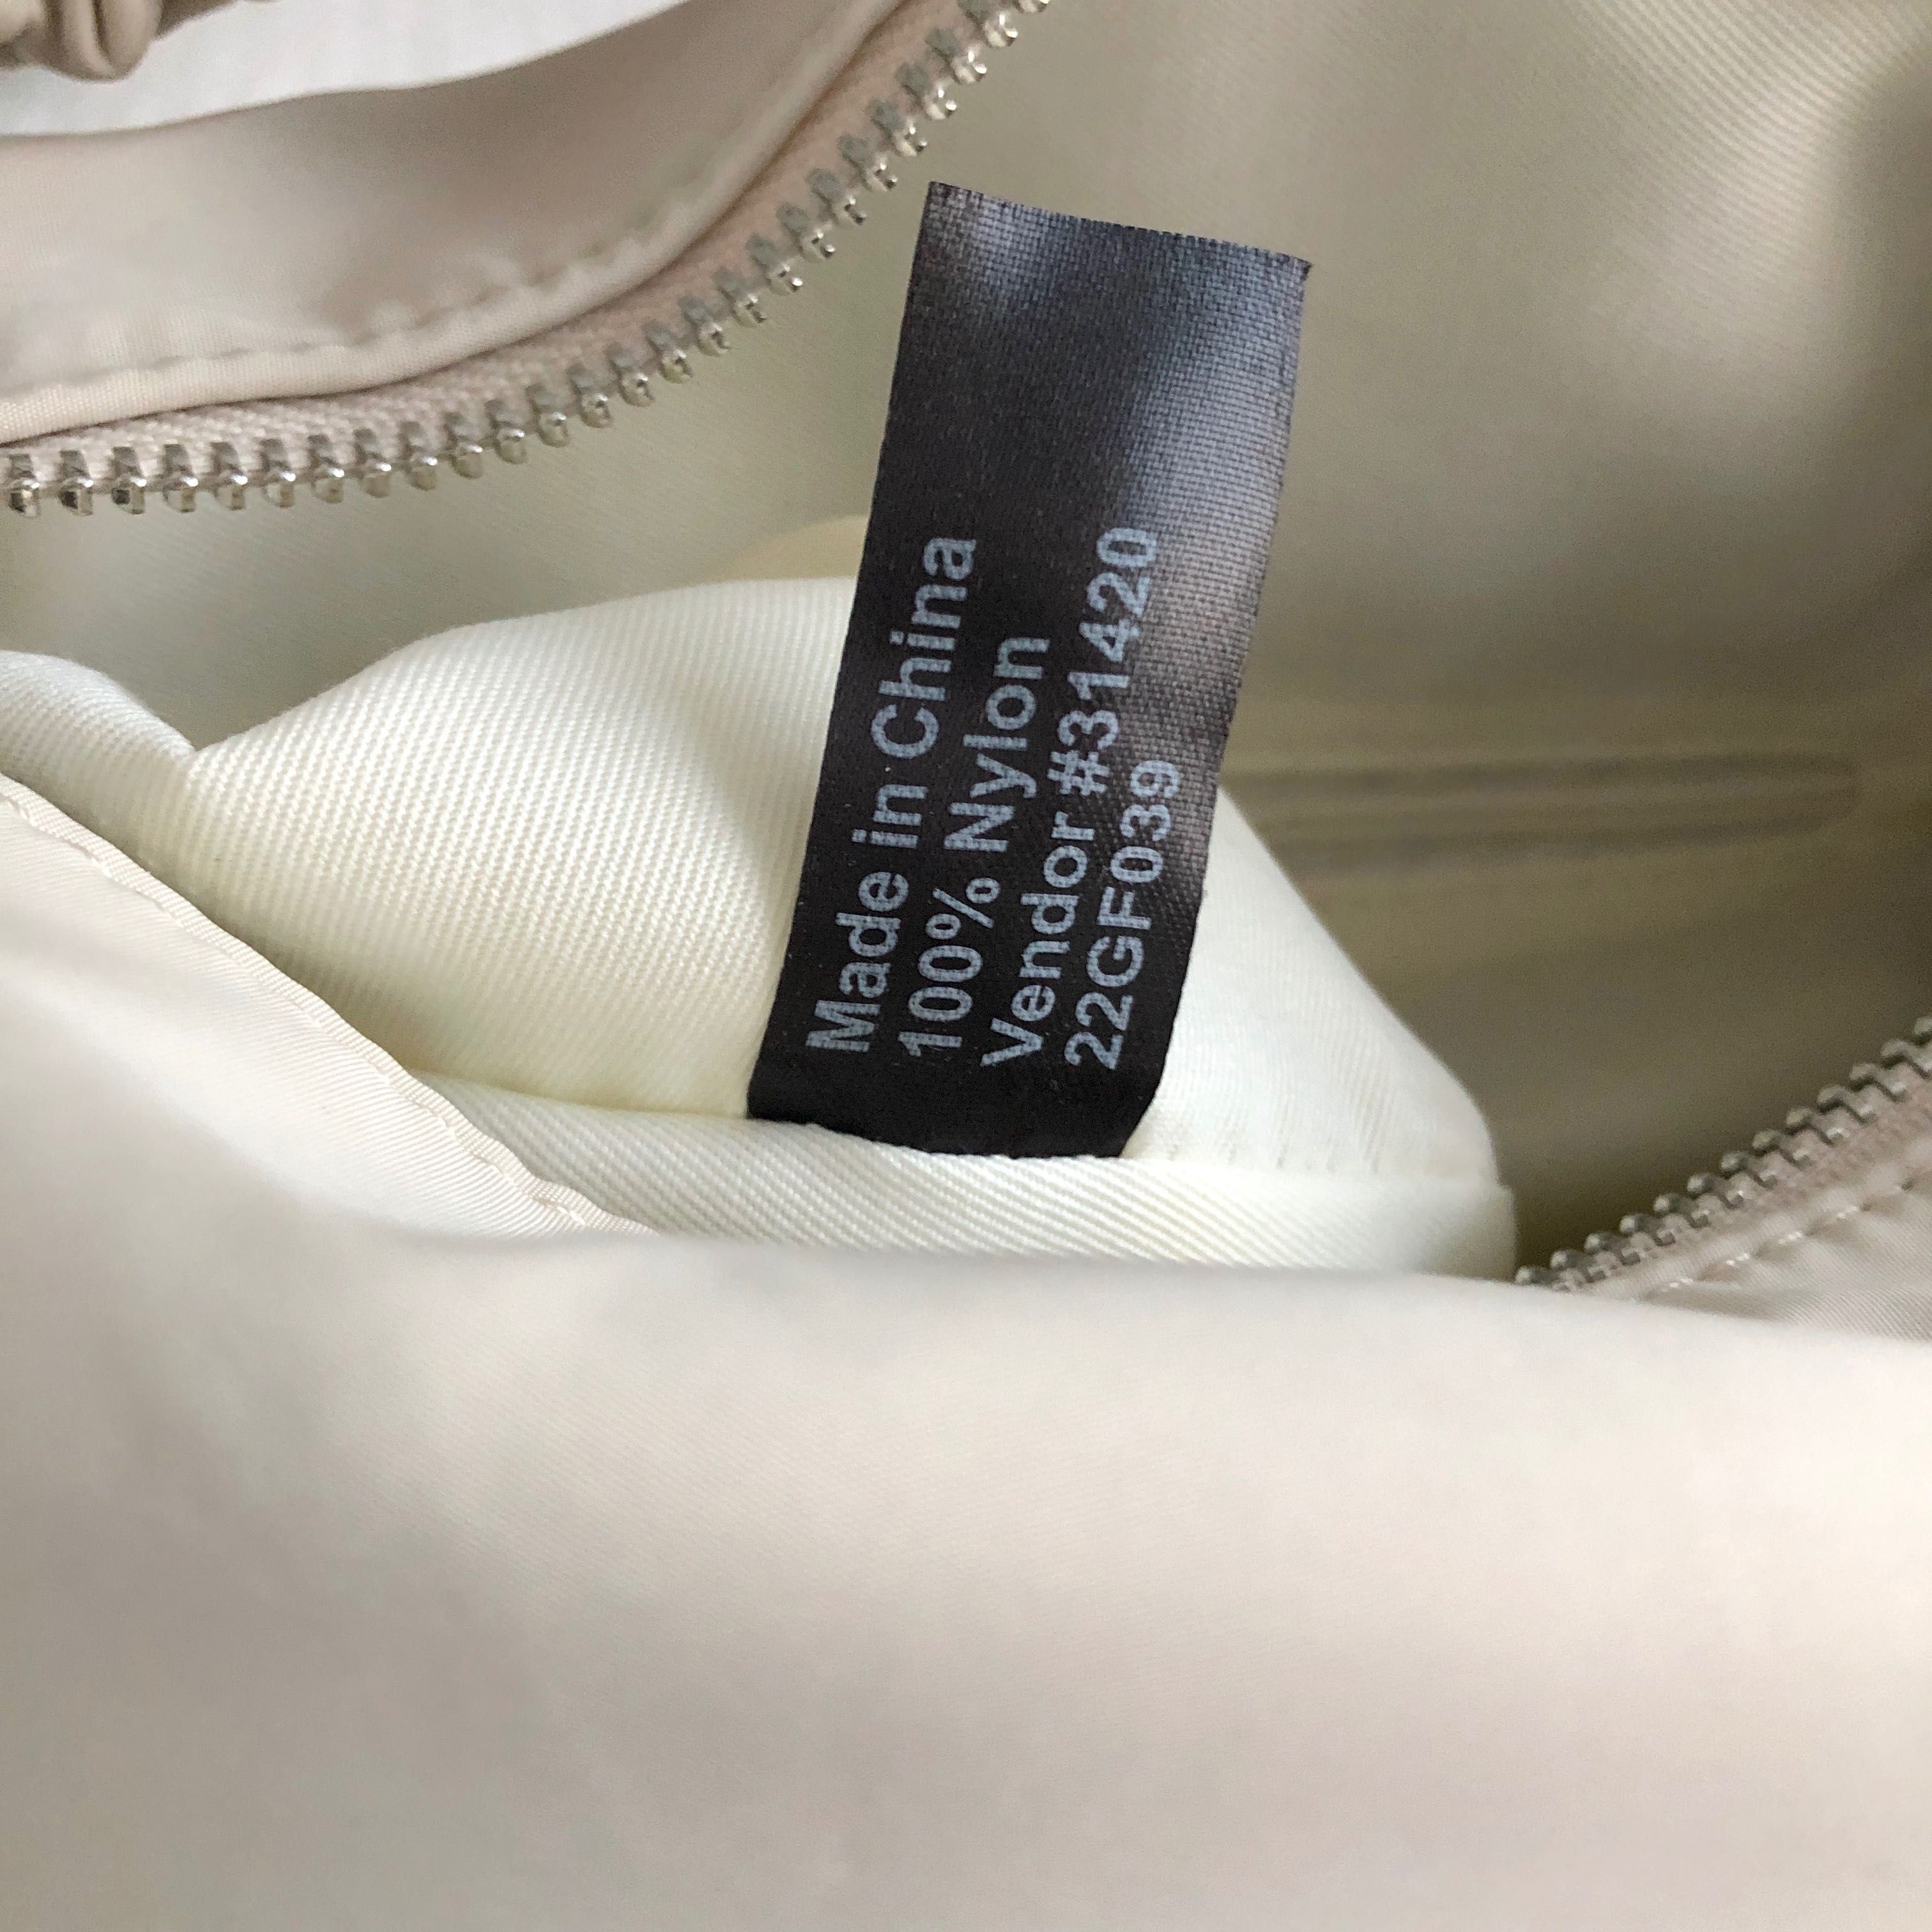 Made in China
100% Nylon
Vendor #31420
22GF039